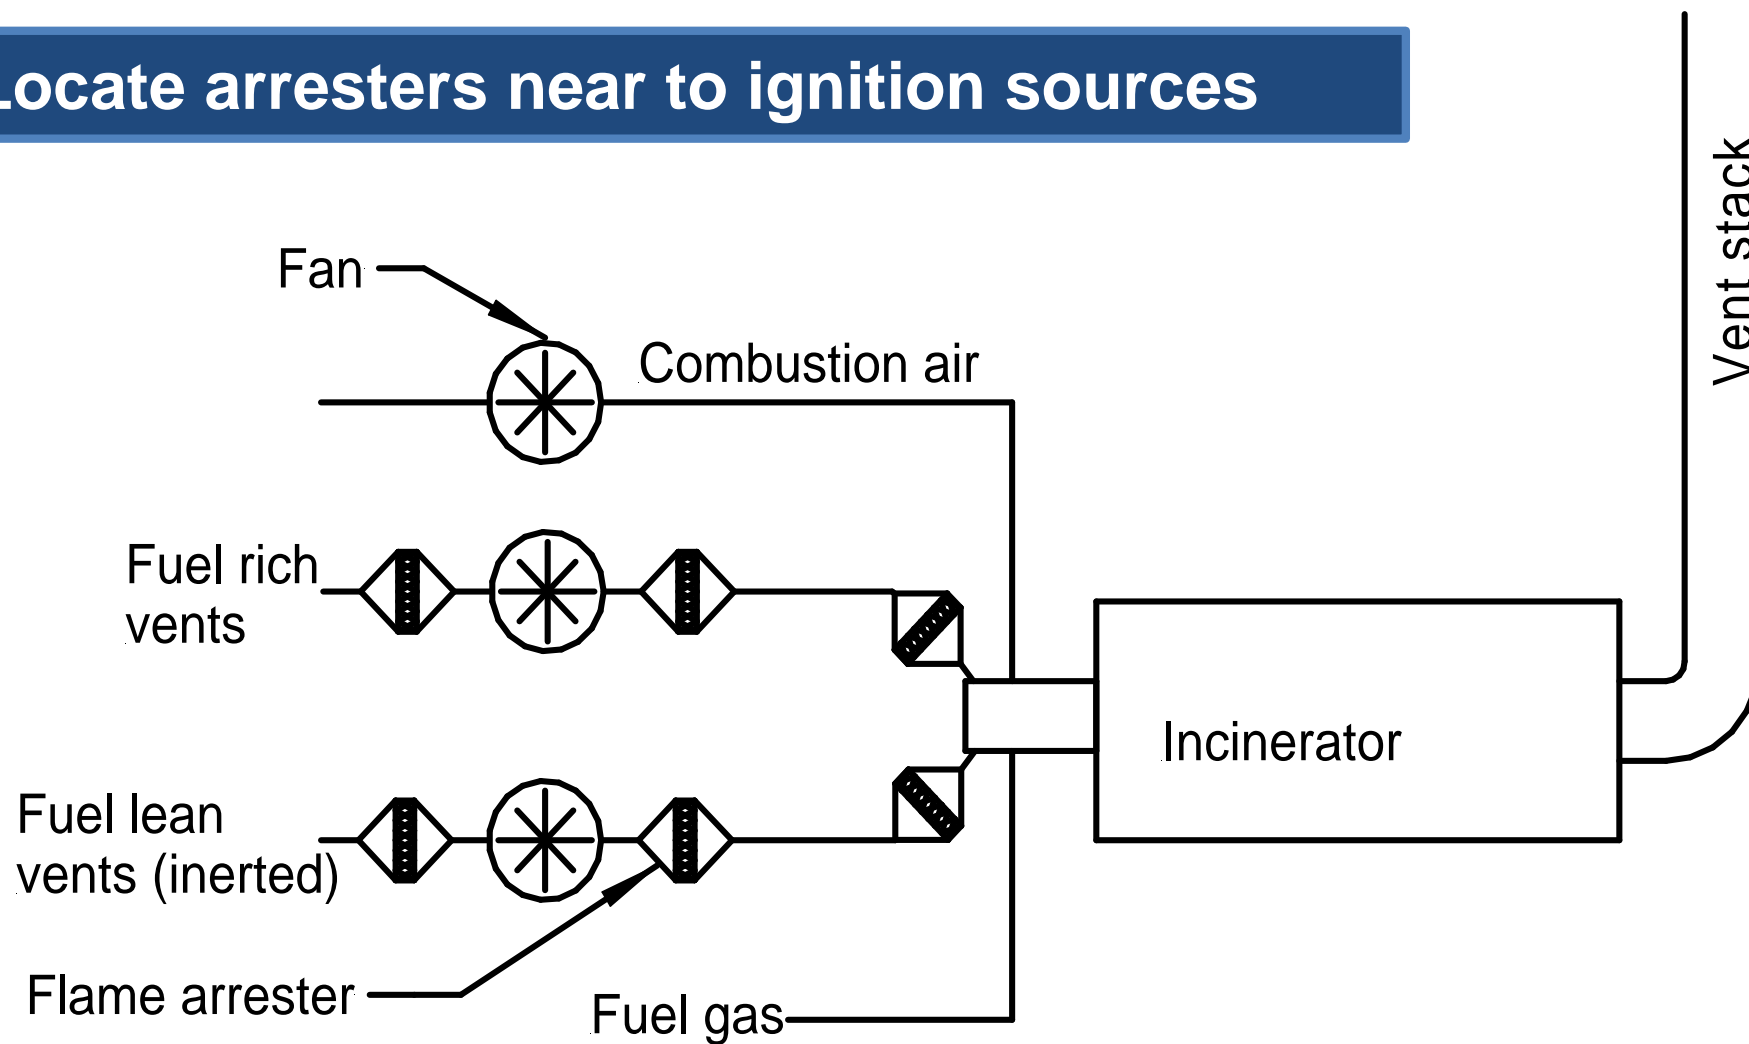 Locate arresters near to ignition sources
Vent stack
Fan
Combustion air
Fuel rich
vents
Incinerator
Fuel lean
vents (inerted)
Flame arrester
Fuel gas